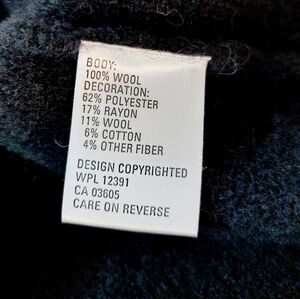 BODY:
100% WOOL
DECORATION:
62% POLYESTER
17% RAYON
11% WOOL
6% COTTON
4% OTHER FIBER
DESIGN COPYRIGHTED
WPL 12391
CA 03605
CARE ON REVERSE